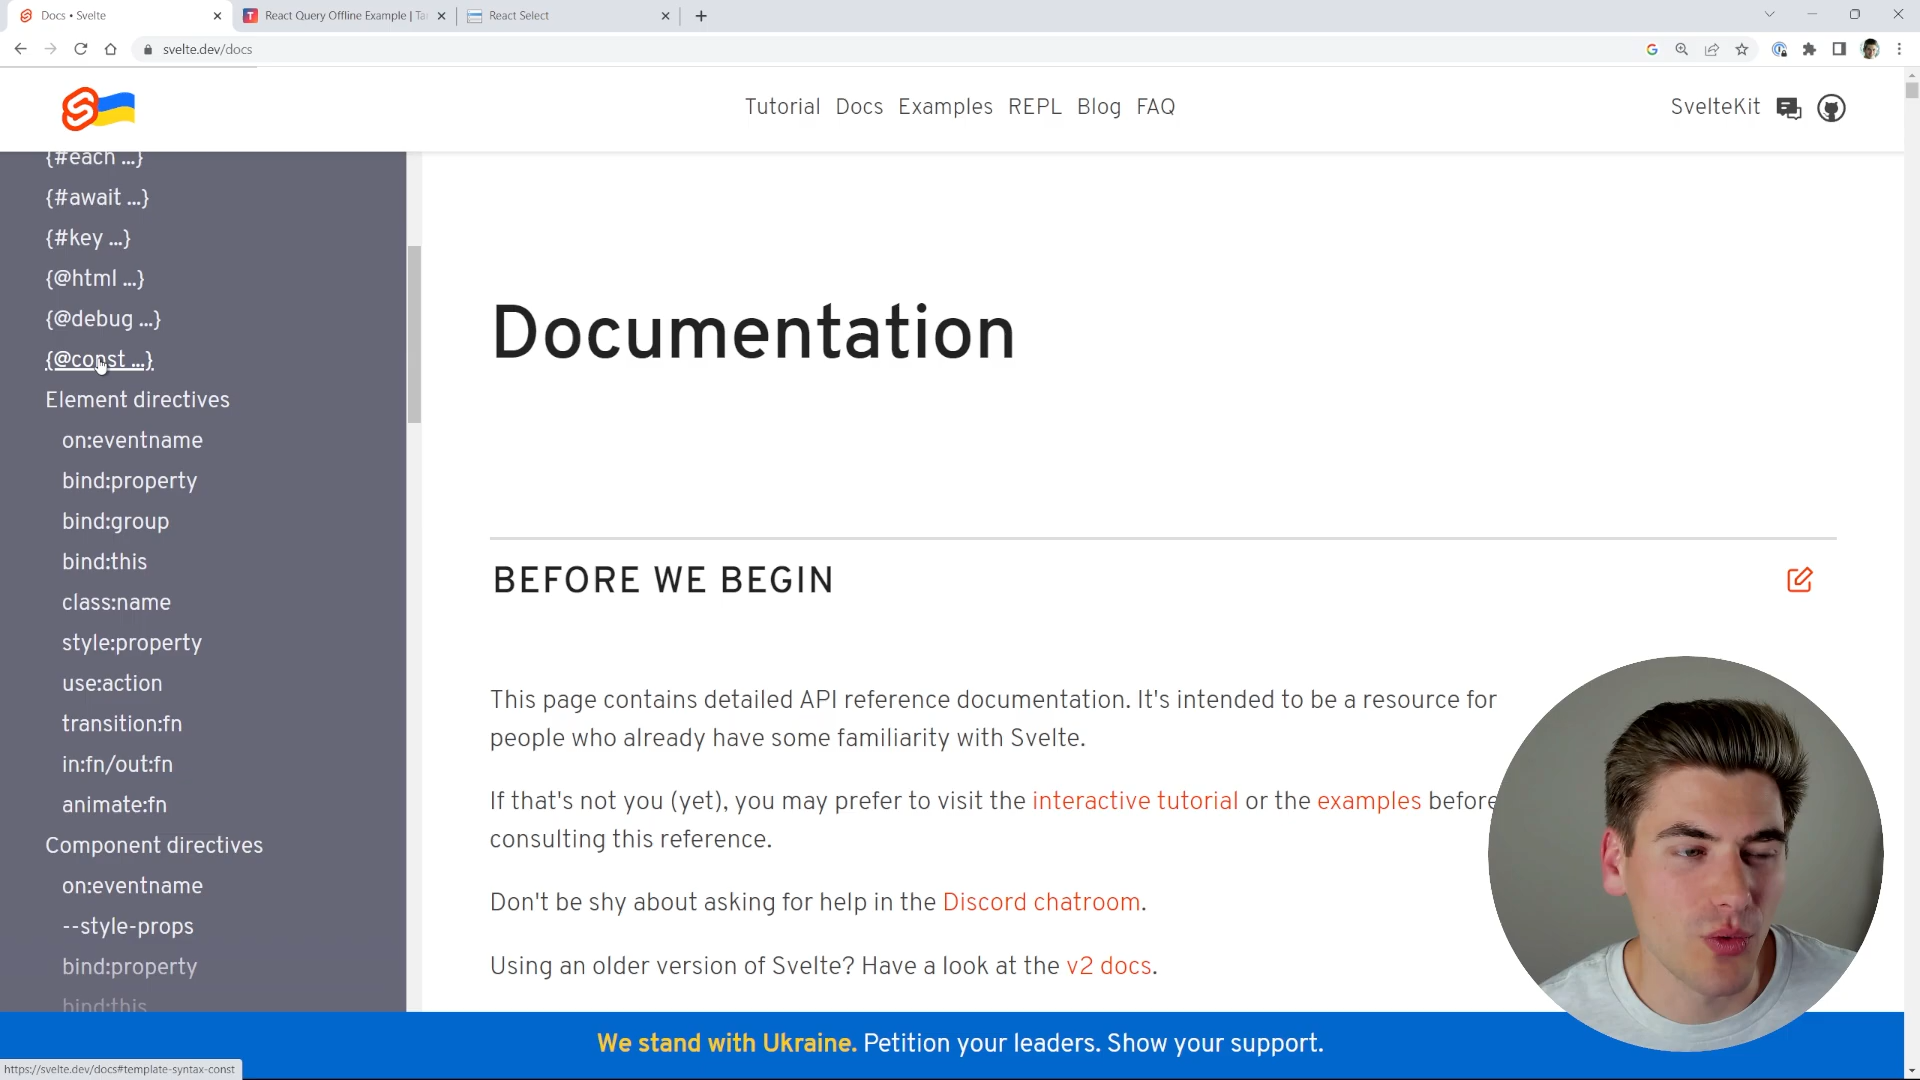 Docs • Svelte
React Query Offline Example | Ta
React Select
svelte.dev/docs
Tutorial Docs Examples REPL Blog FAQ
SvelteKit
{#each ...}
{#await ...}
{#key ...}
{@html ...}
{@debug ...}
{@const ...}
Element directives
on:eventname
bind:property
bind:group
bind:this
class:name
style:property
use:action
transition:fn
in:fn/out:fn
animate:fn
Component directives
on:eventname
--style-props
bind:property
bind:this
Documentation
BEFORE WE BEGIN
This page contains detailed API reference documentation. It's intended to be a resource for
people who already have some familiarity with Svelte.
If that's not you (yet), you may prefer to visit the interactive tutorial or the examples before
consulting this reference.
Don't be shy about asking for help in the Discord chatroom.
Using an older version of Svelte? Have a look at the v2 docs.
We stand with Ukraine. Petition your leaders. Show your support.
https://svelte.dev/docs#template-syntax-const